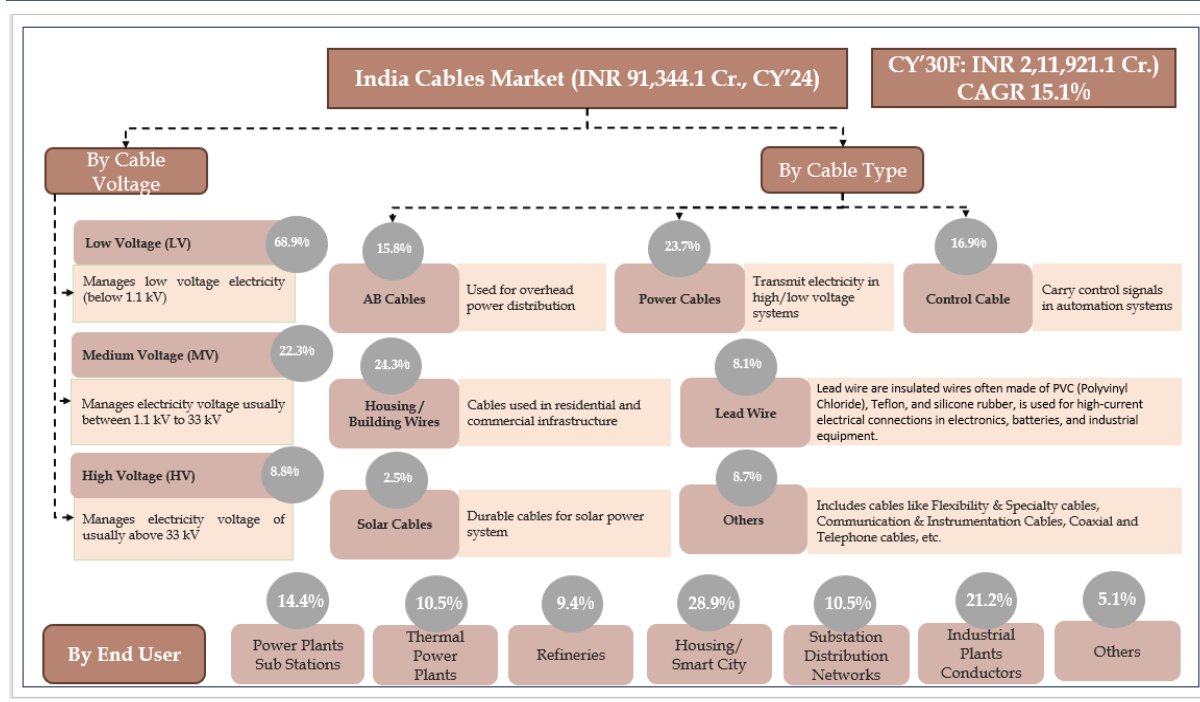 India Cables Market (INR 91,344.1 Cr., CY'24)
CY'30F: INR 2,11,921.1 Cr.)
CAGR 15.1%
By Cable
Voltage
By Cable Type
Low Voltage (LV)
68.9%
Manages low voltage electricity
(below 1.1 kV)
Medium Voltage (MV)
22.3%
Manages electricity voltage usually
between 1.1 kV to 33 kV
High Voltage (HV)
8.8%
Manages electricity voltage of
usually above 33 kV
15.8%
AB Cables
Used for overhead
power distribution
23.7%
Power Cables
Transmit electricity in
high/low voltage
systems
16.9%
Control Cable
Carry control signals
in automation systems
24.3%
Housing/
Building Wires
Cables used in residential and
commercial infrastructure
8.1%
Lead Wire
Lead wire are insulated wires often made of PVC (Polyvinyl
Chloride), Teflon, and silicone rubber, is used for high-current
electrical connections in electronics, batteries, and industrial
equipment.
2.5%
Solar Cables
Durable cables for solar power
system
8.7%
Others
Includes cables like Flexibility & Specialty cables,
Communication & Instrumentation Cables, Coaxial and
Telephone cables, etc.
By End User
14.4%
Power Plants
Sub Stations
10.5%
Thermal
Power
Plants
9.4%
Refineries
28.9%
Housing/
Smart City
10.5%
Substation
Distribution
Networks
21.2%
Industrial
Plants
Conductors
5.1%
Others